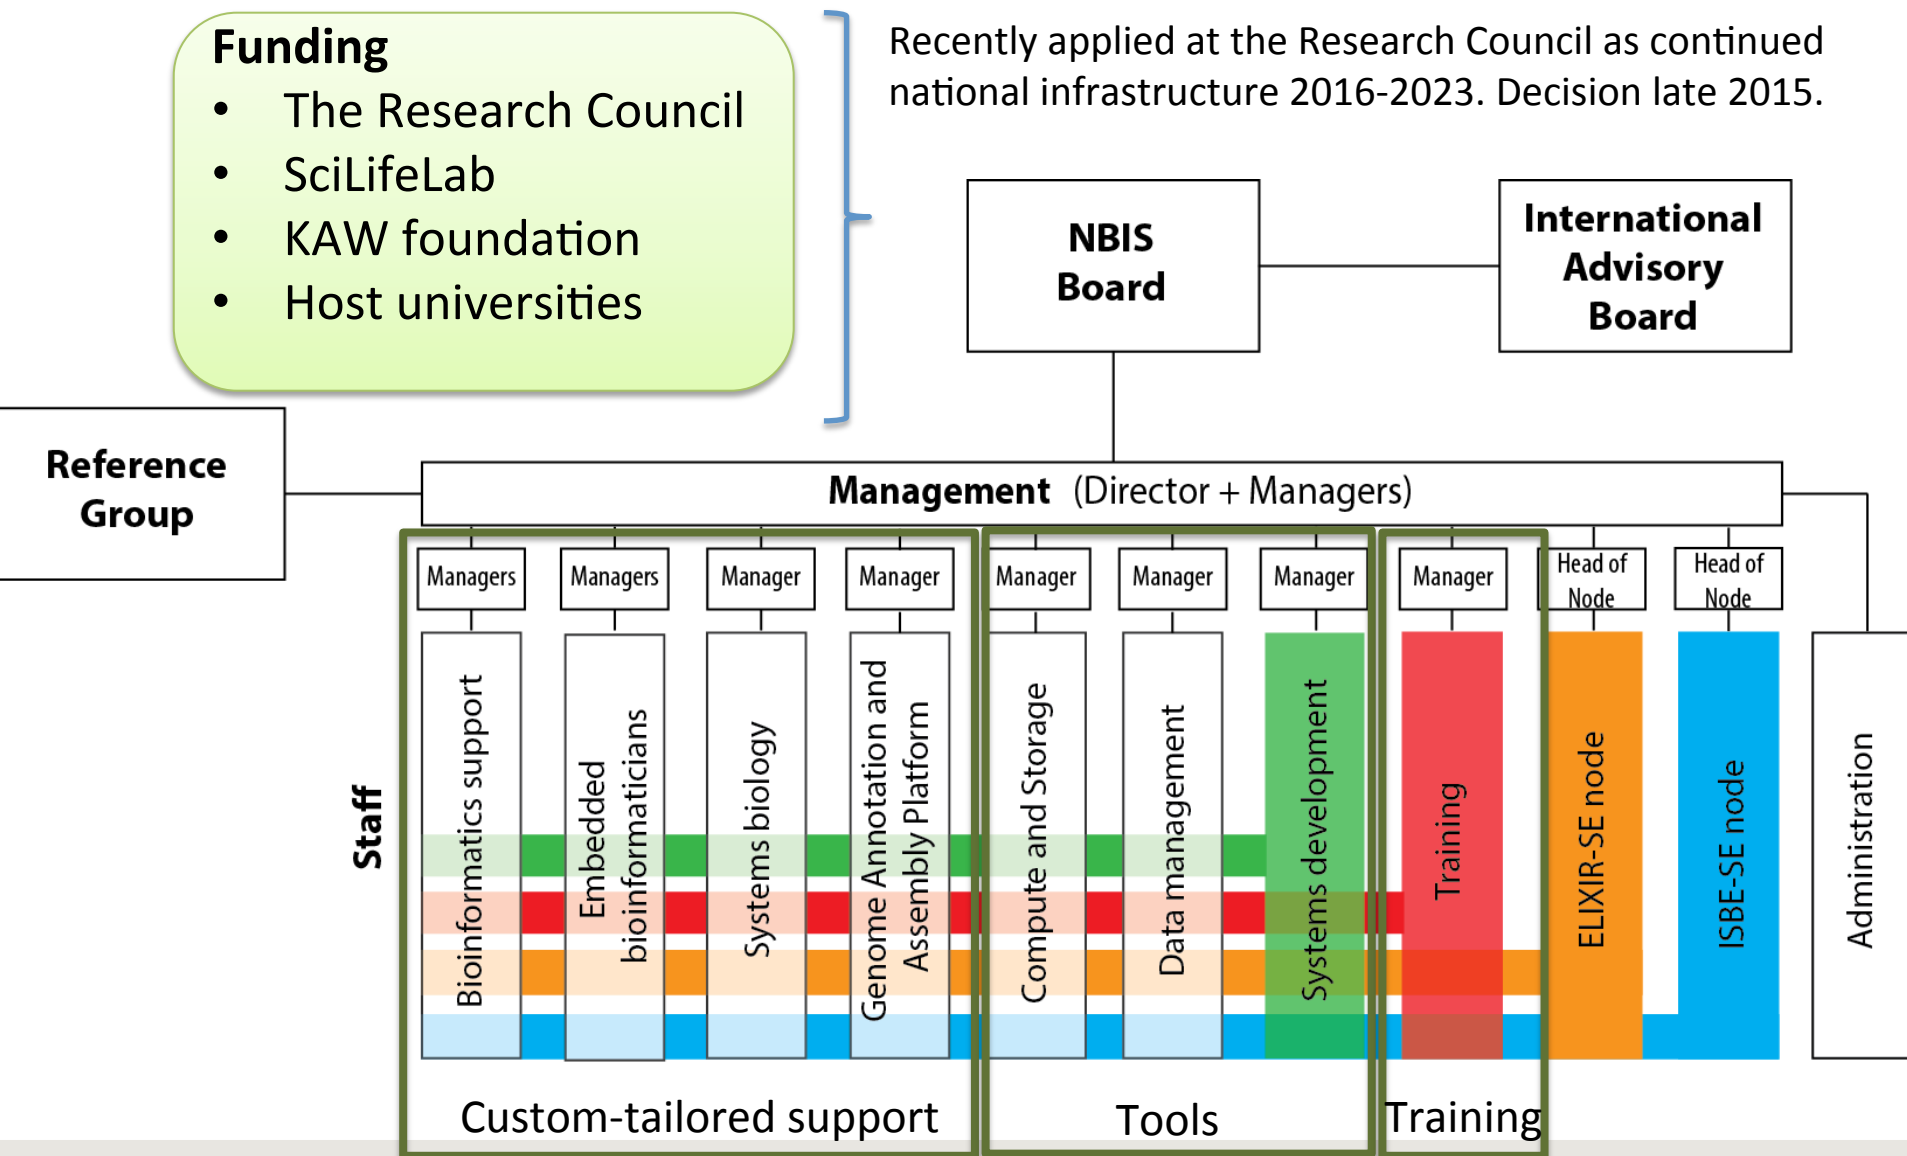 Funding
• The Research Council
• SciLifeLab
• KAW foundation
• Host universities
Recently applied at the Research Council as continued
national infrastructure 2016-2023. Decision late 2015.
NBIS
Board
International
Advisory
Board
Reference
Group
Management (Director + Managers)
Managers
Managers
Manager
Manager
Manager
Manager
Manager
Manager
Head of
Node
Head of
Node
Staff
Bioinformatics support
Embedded
bioinformaticians
Systems biology
Genome Annotation and
Assembly Platform
Compute and Storage
Data management
Systems development
Training
ELIXIR-SE node
ISBE-SE node
Administration
Custom-tailored support
Tools
Training